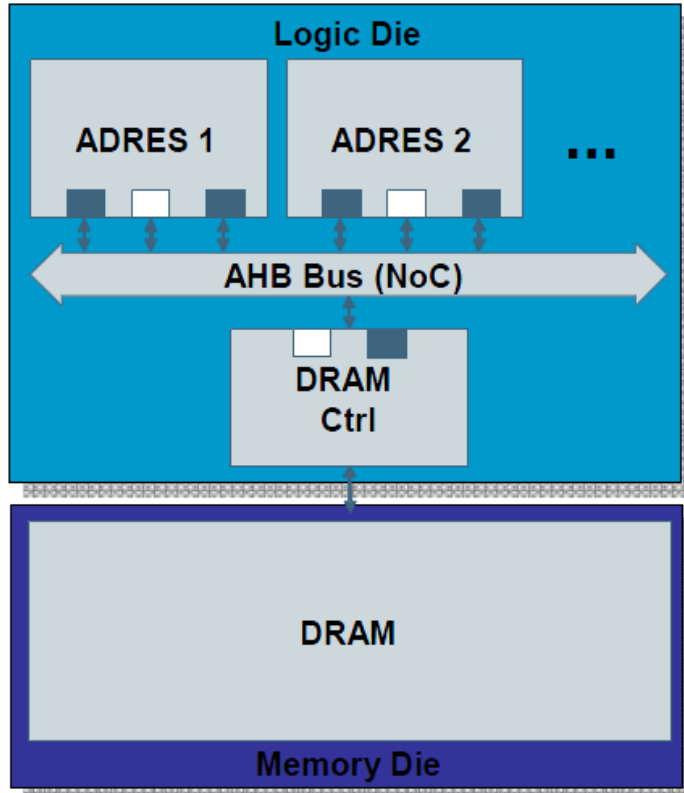 Logic Die
ADRES 1
ADRES 2
...
AHB Bus (NoC)
DRAM
Ctrl
DRAM
Memory Die